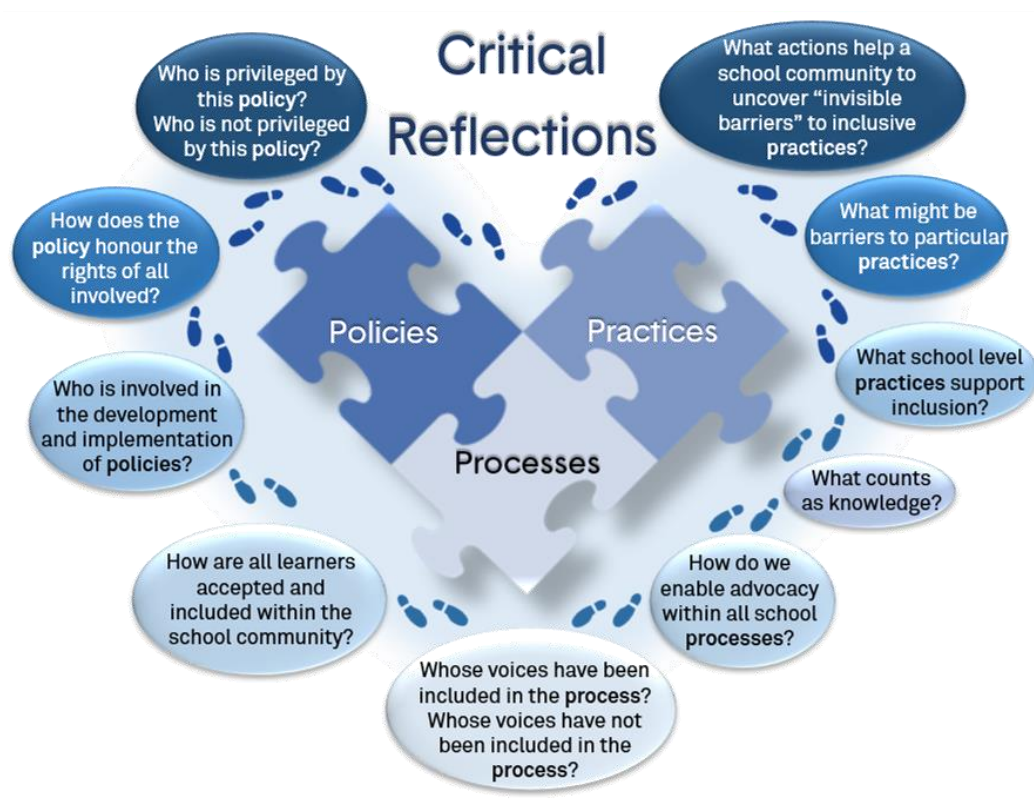 Critical
Reflections
Who is privileged by
this policy?
Who is not privileged
by this policy?
How does the
policy honour the
rights of all
involved?
Who is involved in
the development
and implementation
of policies?
How are all learners
accepted and
included within the
school community?
Whose voices have been
included in the process?
Whose voices have not
been included in the
process?
How do we
enable advocacy
within all school
processes?
What counts
as knowledge?
What school level
practices support
inclusion?
What might be
barriers to particular
practices?
What actions help a
school community to
uncover “invisible
barriers” to inclusive
practices?
Policies
Practices
Processes